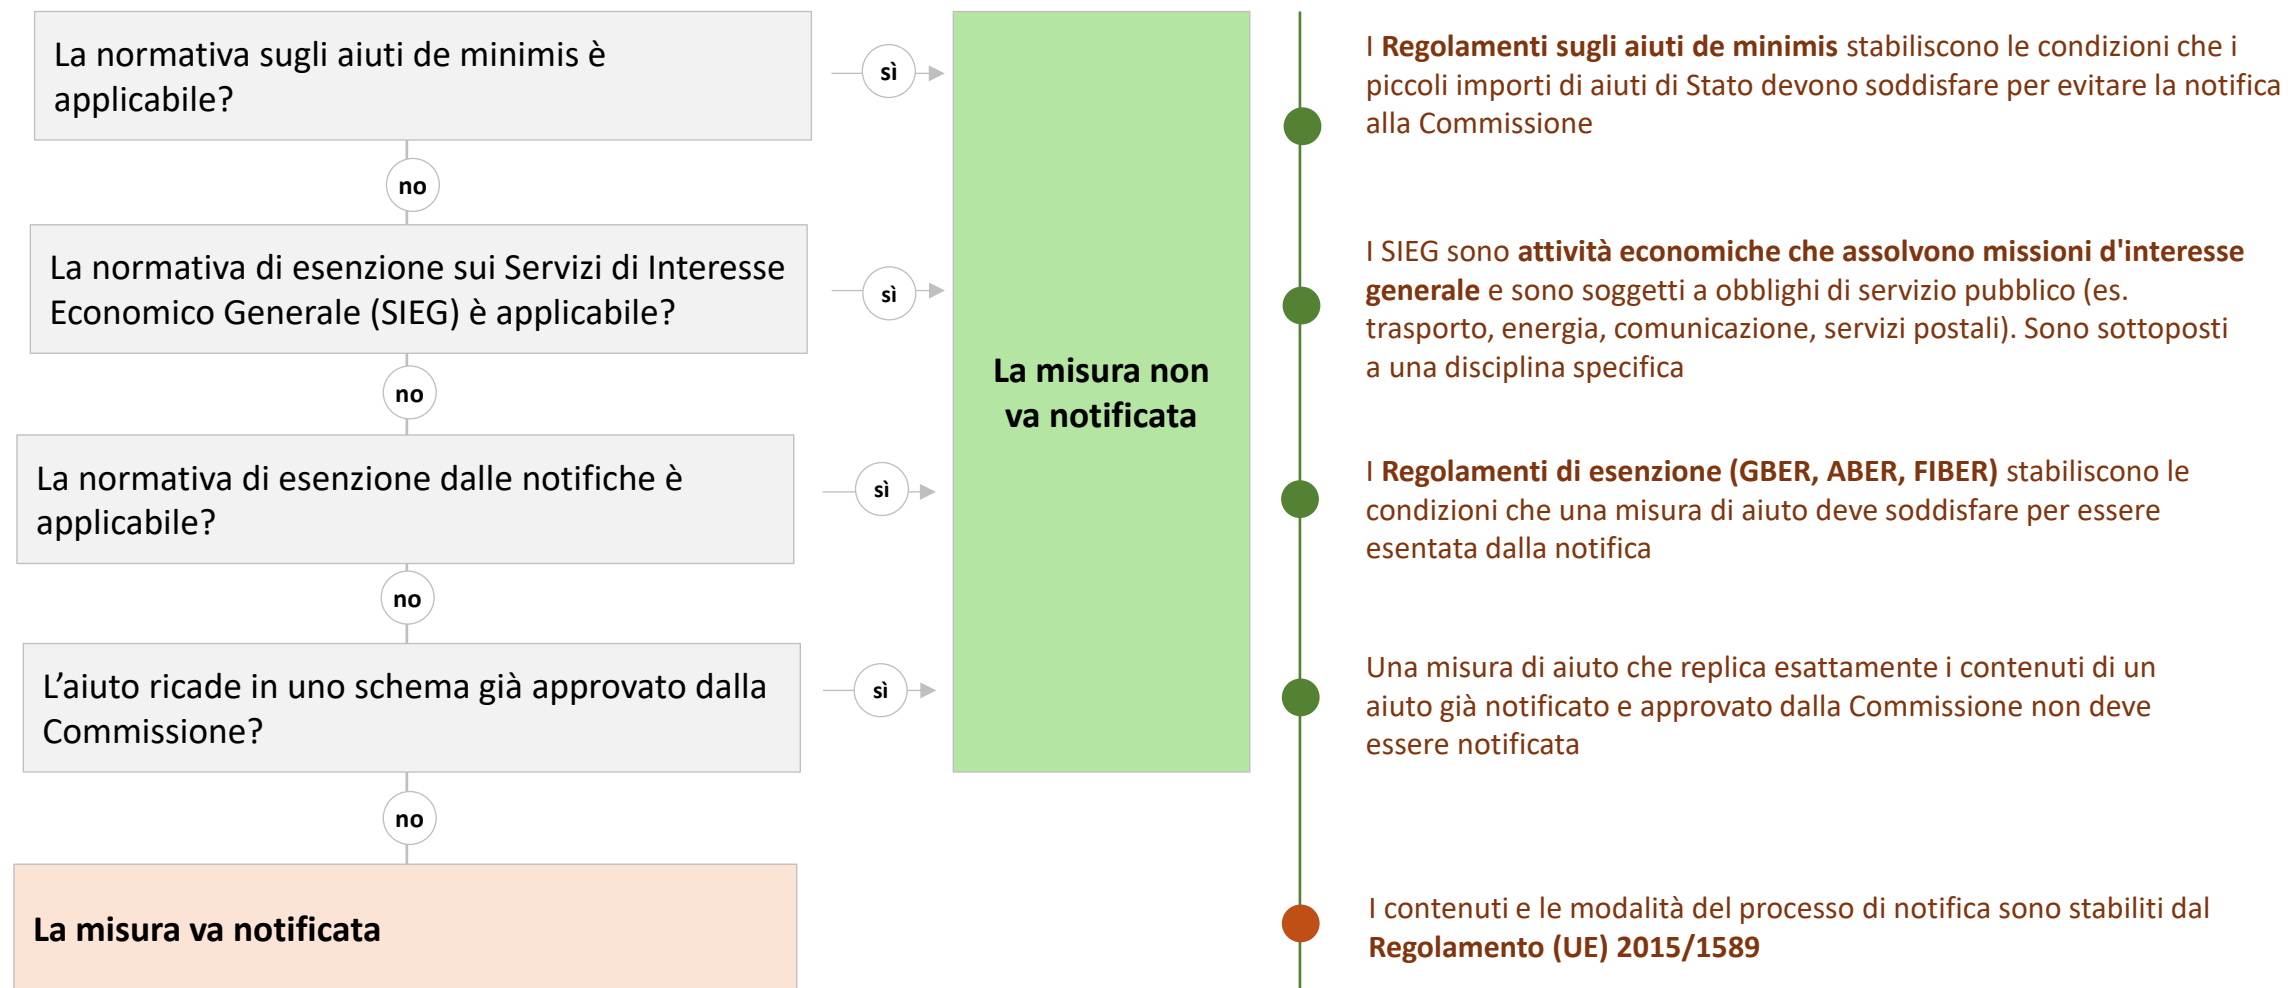 La normativa sugli aiuti de minimis è
applicabile?
sì
I Regolamenti sugli aiuti de minimis stabiliscono le condizioni che i
piccoli importi di aiuti di Stato devono soddisfare per evitare la notifica
alla Commissione
no
La normativa di esenzione sui Servizi di Interesse
Economico Generale (SIEG) è applicabile?
sì
I SIEG sono attività economiche che assolvono missioni d'interesse
generale e sono soggetti a obblighi di servizio pubblico (es.
trasporto, energia, comunicazione, servizi postali). Sono sottoposti
a una disciplina specifica
La misura non
va notificata
no
La normativa di esenzione dalle notifiche è
applicabile?
sì
I Regolamenti di esenzione (GBER, ABER, FIBER) stabiliscono le
condizioni che una misura di aiuto deve soddisfare per essere
esentata dalla notifica
no
L’aiuto ricade in uno schema già approvato dalla
Commissione?
sì
Una misura di aiuto che replica esattamente i contenuti di un
aiuto già notificato e approvato dalla Commissione non deve
essere notificata
no
La misura va notificata
I contenuti e le modalità del processo di notifica sono stabiliti dal
Regolamento (UE) 2015/1589